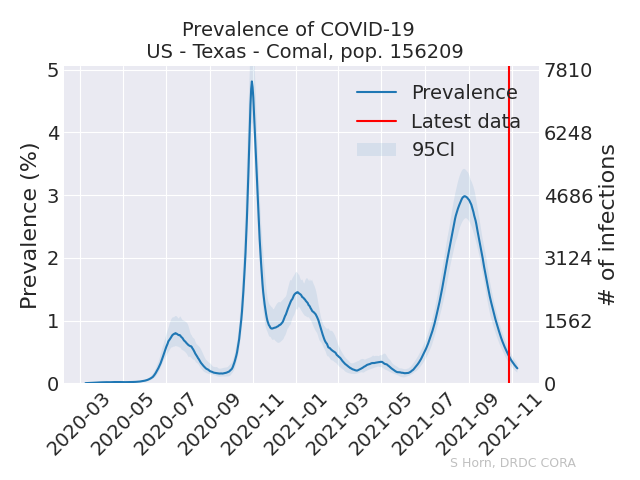 Prevalence of COVID-19
US - Texas - Comal, pop. 156209
Prevalence (%)
5
4
3
2
1
0
7810
6248
4686
3124
1562
0
# of infections
Prevalence
Latest data
95CI
2020-03
2020-05
2020-07
2020-09
2020-11
2021-01
2021-03
2021-05
2021-07
2021-09
2021-11
S Horn, DRDC CORA